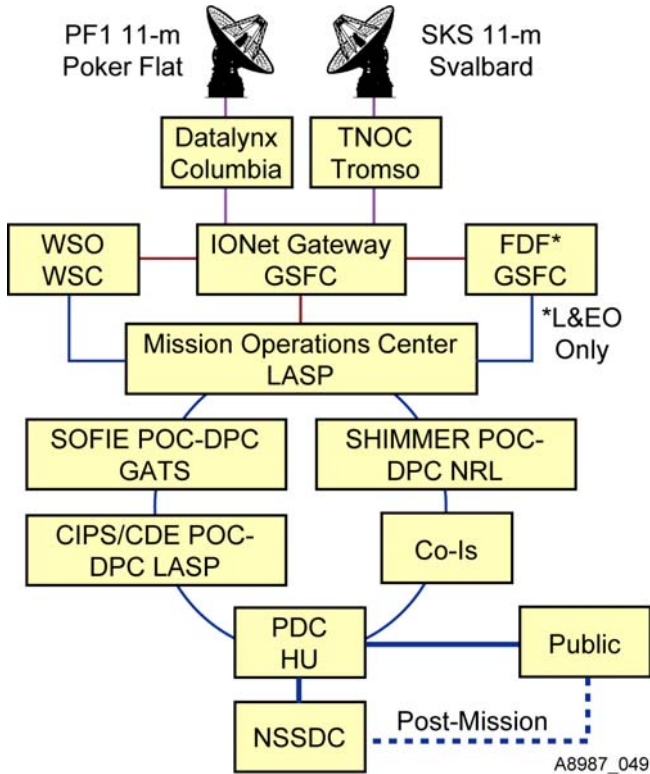 PF1 11-m
Poker Flat
SKS 11-m
Svalbard
Datalynx
Columbia
TNOC
Tromso
WSO
WSC
IONet Gateway
GSFC
FDF*
GSFC
*L&EO
Only
Mission Operations Center
LASP
SOFIE POC-DPC
GATS
SHIMMER POC-
DPC NRL
CIPS/CDE POC-
DPC LASP
Co-Is
PDC
HU
Public
NSSDC
Post-Mission
A8987_049